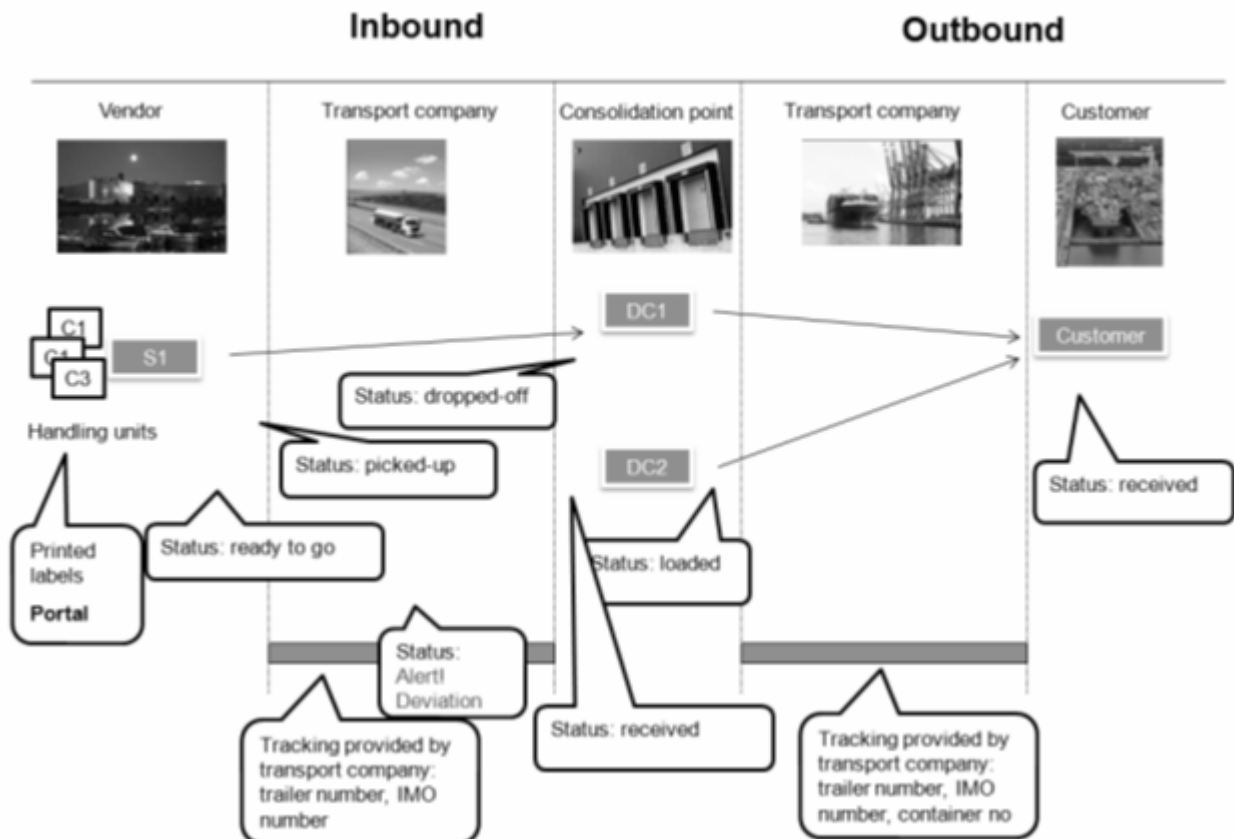 Inbound
Outbound
Vendor
Transport company
Consolidation point
Transport company
Customer
C1
C1
C3
S1
DC1
Customer
Status: dropped-off
Handling units
Status: picked-up
DC2
Status: received
Printed
labels
Portal
Status: ready to go
Status: loaded
Status:
Alert!
Deviation
Status: received
Tracking provided by
transport company:
trailer number, IMO
number
Tracking provided by
transport company:
trailer number, IMO
number, container no